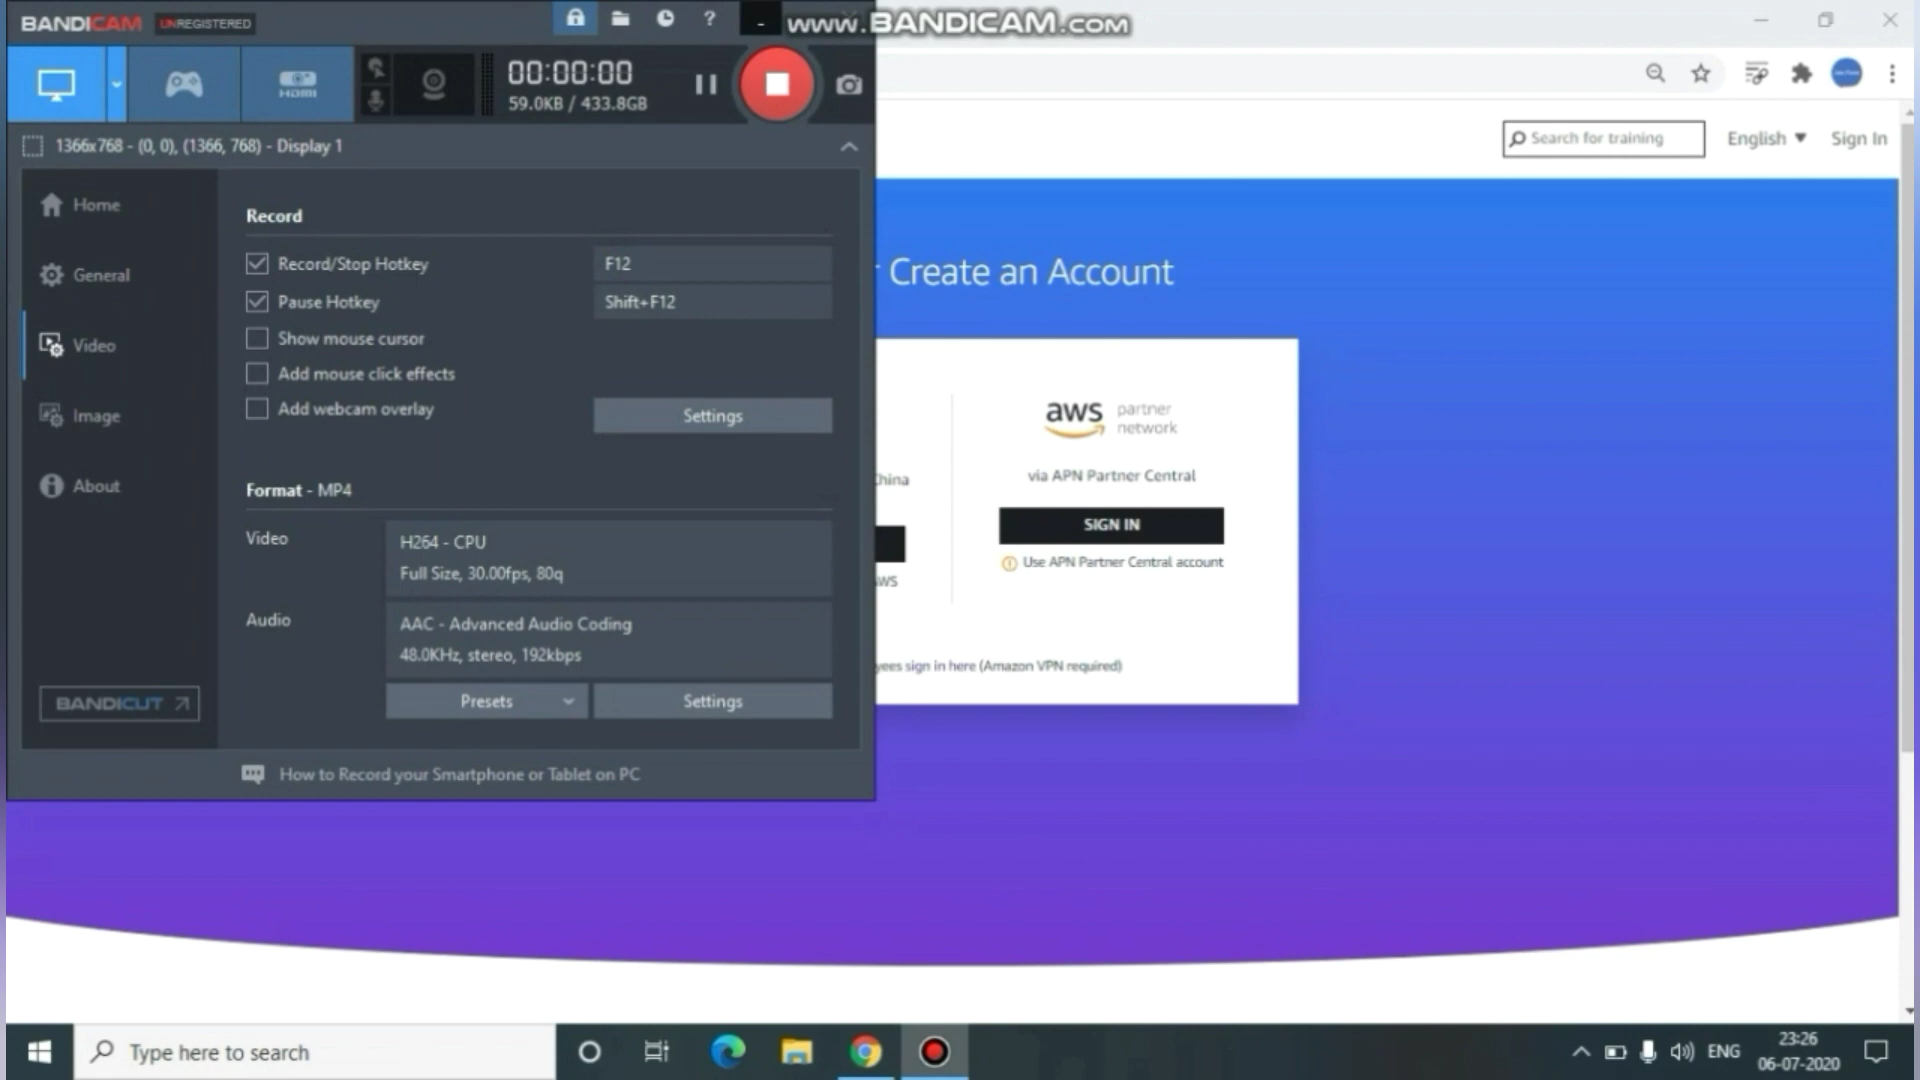 BANDICAM UNREGISTERED
?
www.BANDICAM.com
HDMI
00:00:00
59.0KB / 433.8GB
1366x768 - (0, 0), (1366, 768) - Display 1
Search for training
English
Sign In
Home
General
Video
Image
About
BANDICUT
Record
Record/Stop Hotkey
F12
Pause Hotkey
Shift+F12
Show mouse cursor
Add mouse click effects
Add webcam overlay
Settings
Format - MP4
Video
H264 - CPU
Full Size, 30.00fps, 80q
Audio
AAC - Advanced Audio Coding
48.0KHz, stereo, 192kbps
Presets
Settings
How to Record your Smartphone or Tablet on PC
Create an Account
aws partner network
via APN Partner Central
SIGN IN
Use APN Partner Central account
sign in here (Amazon VPN required)
Type here to search
ENG
23:26
06-07-2020